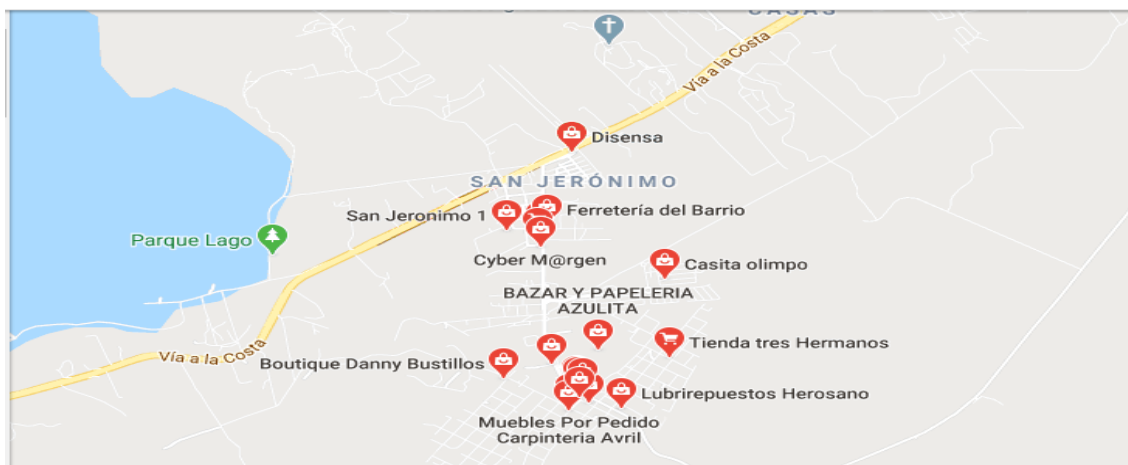 CASAS
Vía a la Costa
Disensa
SAN JERÓNIMO
San Jeronimo 1
Ferretería del Barrio
Parque Lago
Cyber M@rgen
Casita olimpo
BAZAR Y PAPELERIA
AZULITA
Tienda tres Hermanos
Vía a la Costa
Boutique Danny Bustillos
Lubrirepuestos Herosano
Muebles Por Pedido
Carpinteria Avril